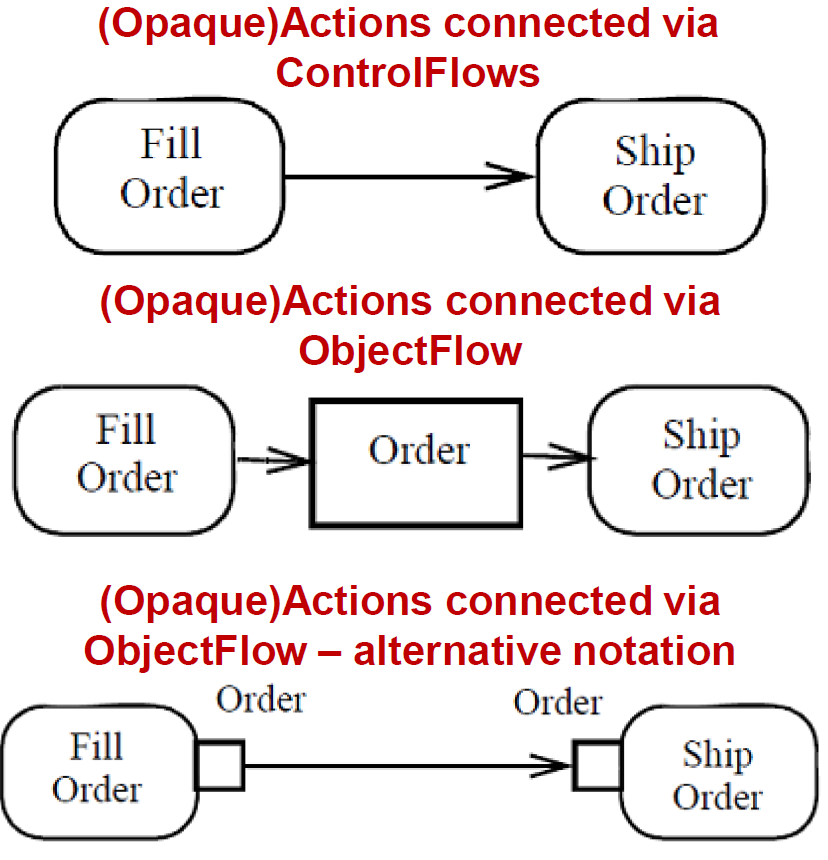 (Opaque)Actions connected via
ControlFlows
Fill
Order
Ship
Order
(Opaque)Actions connected via
ObjectFlow
Fill
Order
Order
Ship
Order
(Opaque)Actions connected via
ObjectFlow – alternative notation
Order
Order
Fill
Order
Ship
Order